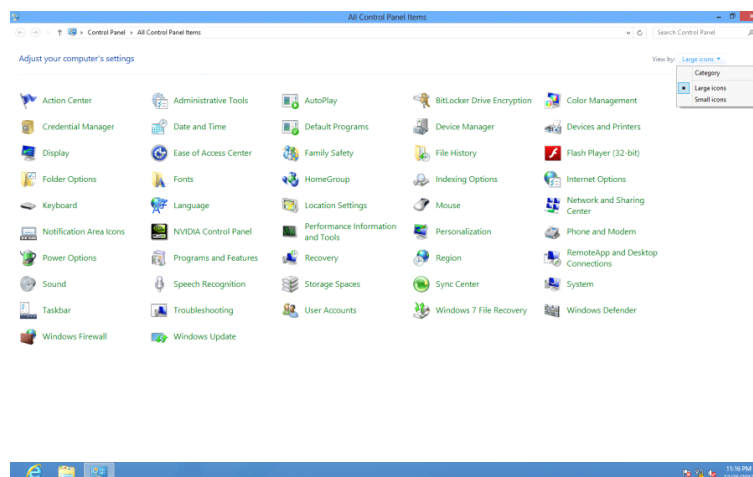 All Control Panel Items
Control Panel ▸ All Control Panel Items
Search Control Panel
Adjust your computer's settings
View by: Large icons
Category
Large icons
Small icons
Action Center
Administrative Tools
AutoPlay
BitLocker Drive Encryption
Color Management
Credential Manager
Date and Time
Default Programs
Device Manager
Devices and Printers
Display
Ease of Access Center
Family Safety
File History
Flash Player (32-bit)
Folder Options
Fonts
HomeGroup
Indexing Options
Internet Options
Keyboard
Language
Location Settings
Mouse
Network and Sharing
Center
Notification Area Icons
NVIDIA Control Panel
Performance Information
and Tools
Personalization
Phone and Modem
Power Options
Programs and Features
Recovery
Region
RemoteApp and Desktop
Connections
Sound
Speech Recognition
Storage Spaces
Sync Center
System
Taskbar
Troubleshooting
User Accounts
Windows 7 File Recovery
Windows Defender
Windows Firewall
Windows Update
11:16 PM